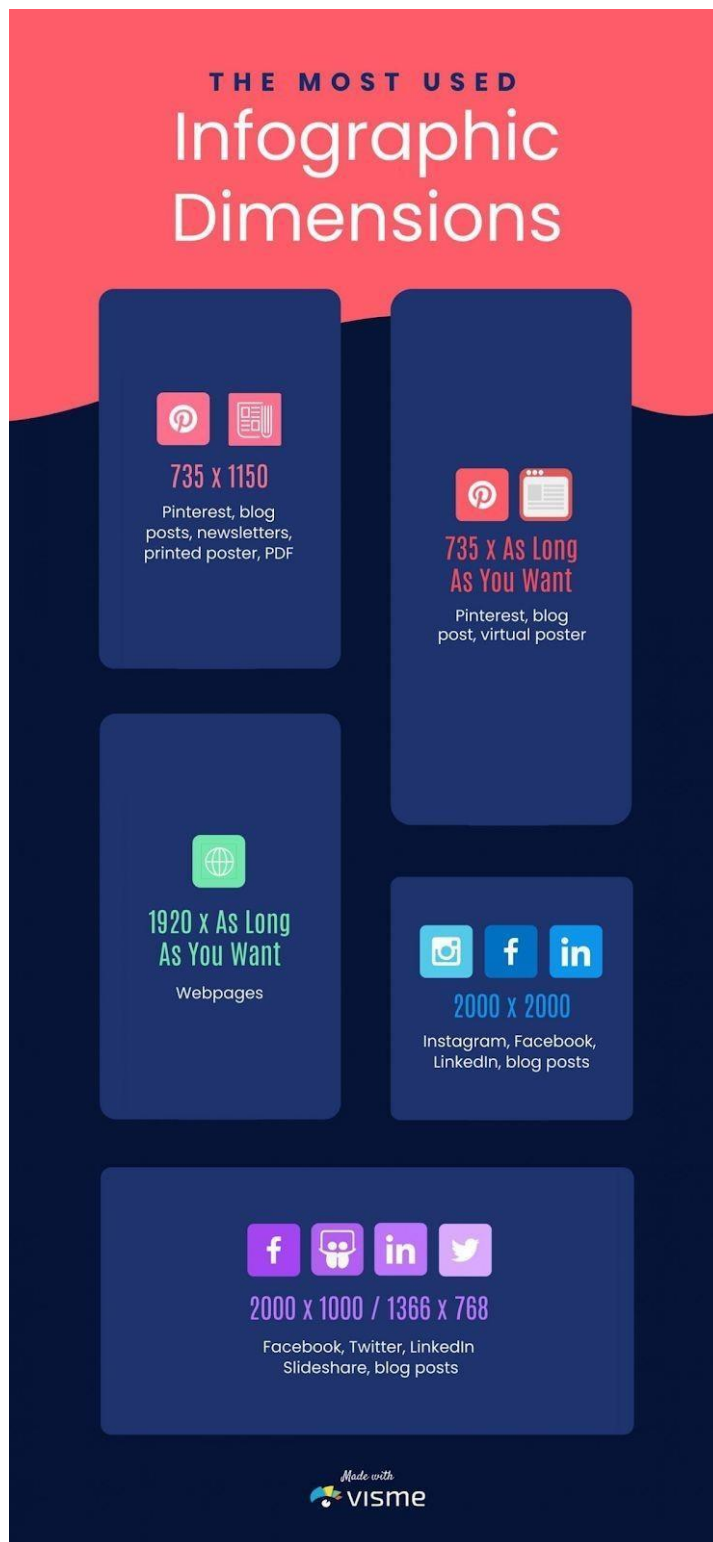 THE MOST USED
Infographic
Dimensions
735 x 1150
Pinterest, blog
posts, newsletters,
printed poster, PDF
735 x As Long
As You Want
Pinterest, blog
post, virtual poster
1920 x As Long
As You Want
Webpages
2000 x 2000
Instagram, Facebook,
LinkedIn, blog posts
2000 x 1000 / 1366 x 768
Facebook, Twitter, LinkedIn
Slideshare, blog posts
Made with
visme